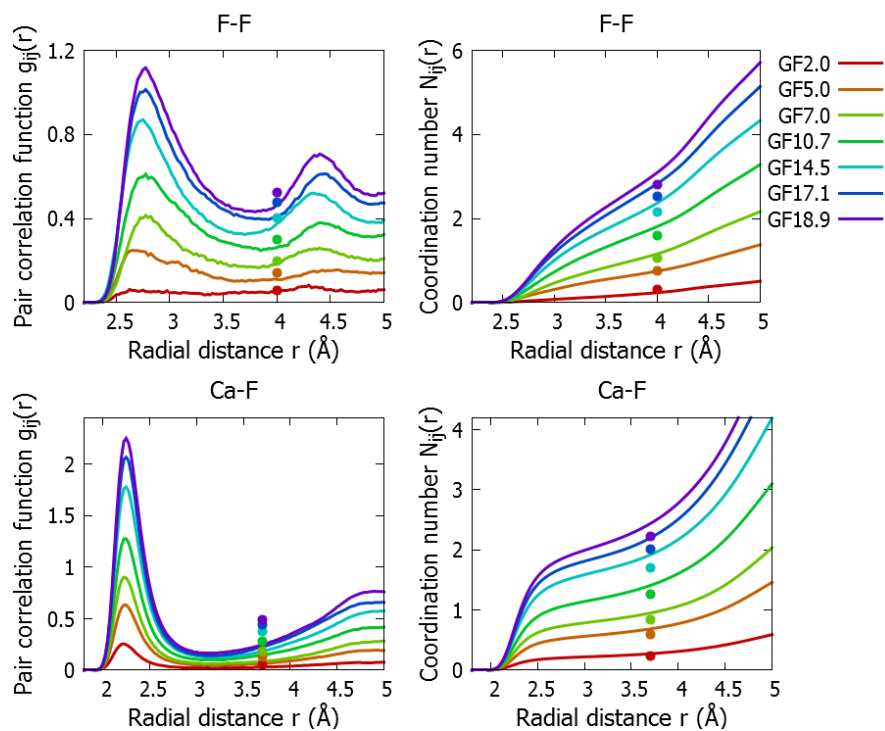 F-F
Pair correlation function gij(r)
1.2
0.8
0.4
0
2.5 3 3.5 4 4.5 5
Radial distance r (Å)
F-F
Coordination number Nij(r)
6
4
2
0
2.5 3 3.5 4 4.5 5
Radial distance r (Å)
GF2.0
GF5.0
GF7.0
GF10.7
GF14.5
GF17.1
GF18.9
Ca-F
Pair correlation function gij(r)
2
1.5
1
0.5
0
2 2.5 3 3.5 4 4.5 5
Radial distance r (Å)
Ca-F
Coordination number Nij(r)
4
3
2
1
0
2 2.5 3 3.5 4 4.5 5
Radial distance r (Å)